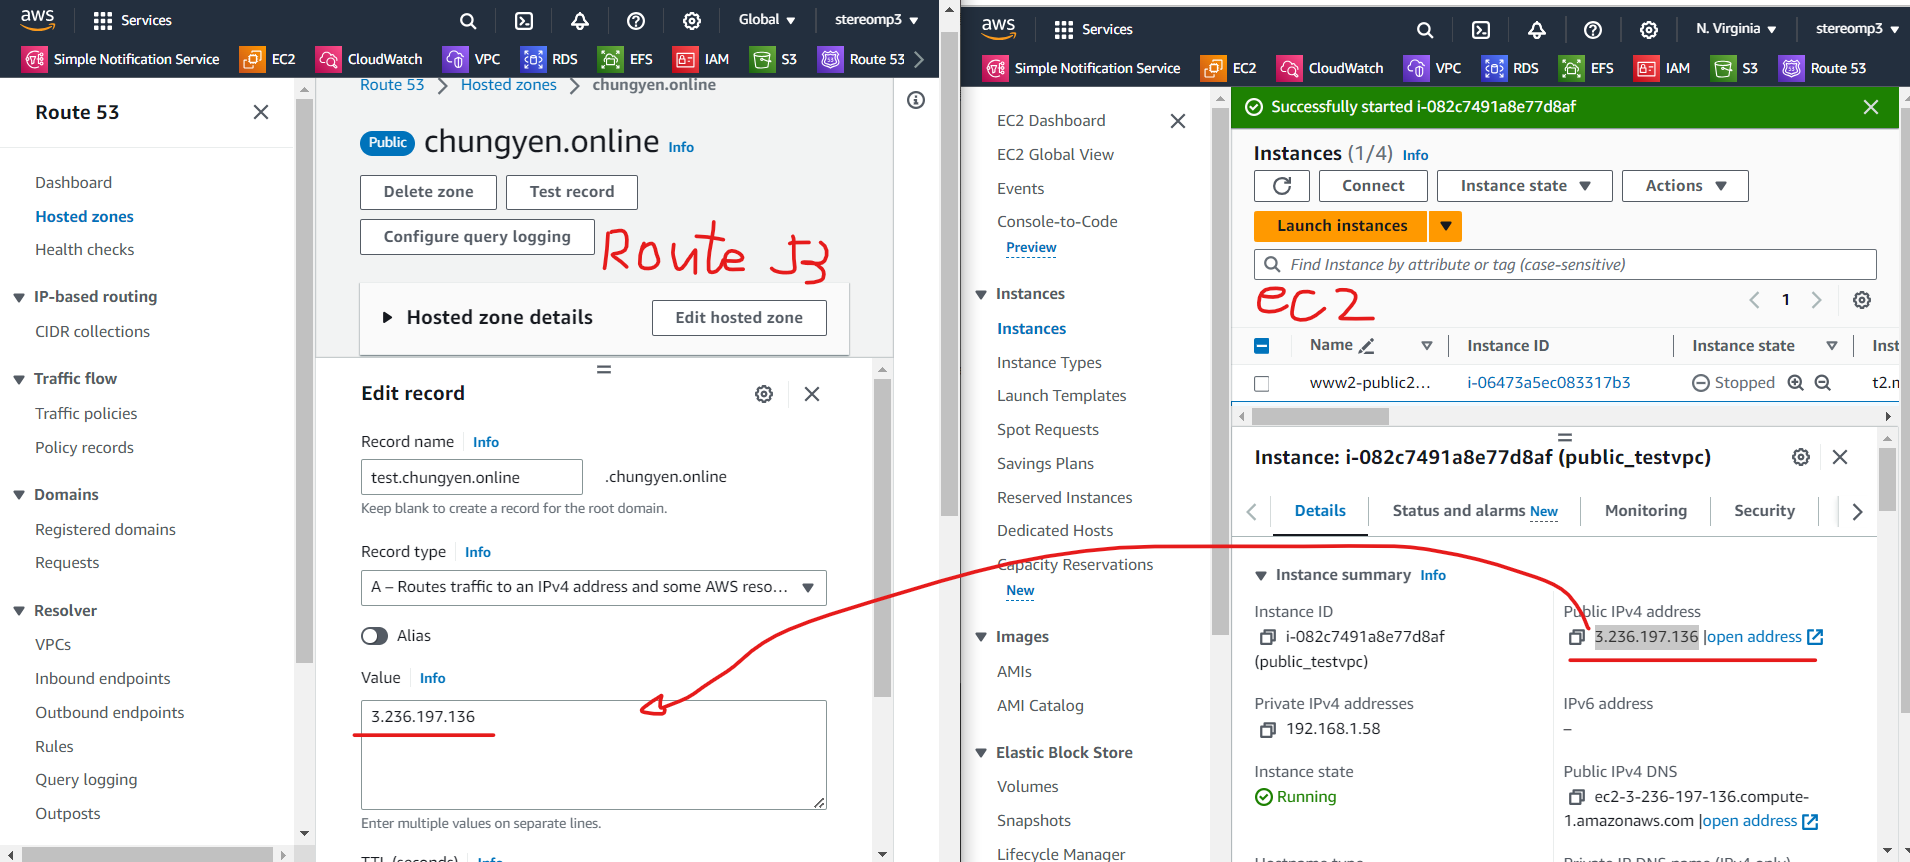 aws
Services
Global
stereomp3
Simple Notification Service
EC2
CloudWatch
VPC
RDS
EFS
IAM
S3
Route 53
Route 53
Dashboard
Hosted zones
Health checks
IP-based routing
CIDR collections
Traffic flow
Traffic policies
Policy records
Domains
Registered domains
Requests
Resolver
VPCs
Inbound endpoints
Outbound endpoints
Rules
Query logging
Outposts
Route 53
Hosted zones
chungyen.online
Public
chungyen.online
Info
Delete zone
Test record
Configure query logging
Route 53
Hosted zone details
Edit hosted zone
Edit record
Record name
Info
test.chungyen.online
.chungyen.online
Keep blank to create a record for the root domain.
Record type
Info
A – Routes traffic to an IPv4 address and some AWS reso...
Alias
Value
Info
3.236.197.136
Enter multiple values on separate lines.
TTL (seconds)
Info
aws
Services
N. Virginia
stereomp3
Simple Notification Service
EC2
CloudWatch
VPC
RDS
EFS
IAM
S3
Route 53
EC2 Dashboard
EC2 Global View
Events
Console-to-Code
Preview
Instances
Instances
Instance Types
Launch Templates
Spot Requests
Savings Plans
Reserved Instances
Dedicated Hosts
Capacity Reservations
New
Images
AMIs
AMI Catalog
Elastic Block Store
Volumes
Snapshots
Lifecycle Manager
Successfully started i-082c7491a8e77d8af
Instances (1/4)
Info
Connect
Instance state
Actions
Launch instances
Find Instance by attribute or tag (case-sensitive)
eC2
1
Name
Instance ID
Instance state
Inst
www2-public2...
i-06473a5ec083317b3
Stopped
Instance: i-082c7491a8e77d8af (public_testvpc)
Details
Status and alarms
New
Monitoring
Security
Instance summary
Info
Instance ID
i-082c7491a8e77d8af
(public_testvpc)
Public IPv4 address
3.236.197.136 |open address
Private IPv4 addresses
192.168.1.58
IPv6 address
–
Instance state
Running
Public IPv4 DNS
ec2-3-236-197-136.compute-
1.amazonaws.com |open address
Hostname type
Private IP DNS name (IPv4 only)